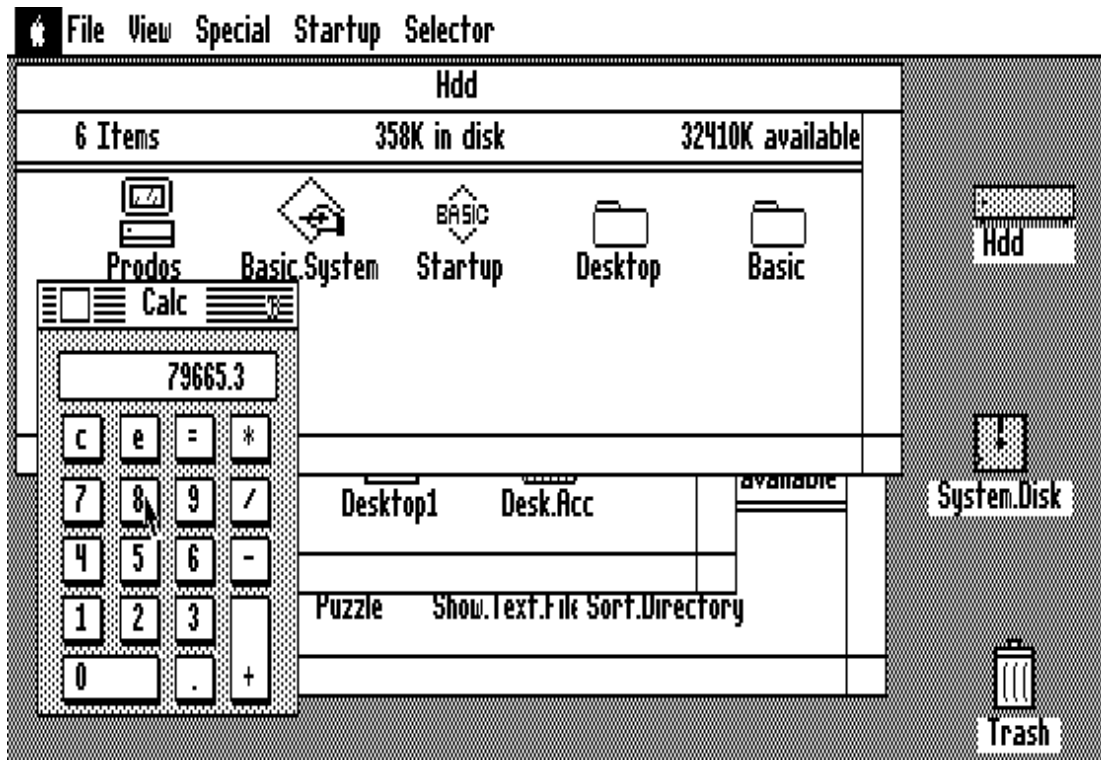 File View Special Startup Selector
Hdd
6 Items 358K in disk 32410K available
BASIC
Prodos Basic.System Startup Desktop Basic
Hdd
Calc
79665.3
c e = *
7 8 9 /
4 5 6 -
1 2 3
0 . +
available
Desktop1 Desk.Acc
System.Disk
Puzzle Show.Text.File Sort.Directory
Trash